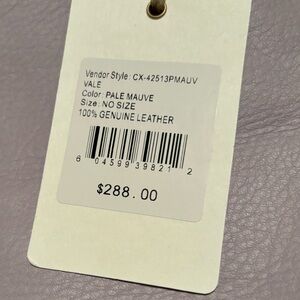 Vendor Style: CX-42513PMAUV
VALE
Color: PALE MAUVE
Size: NO SIZE
100% GENUINE LEATHER
6 04599 39821 2
$288.00